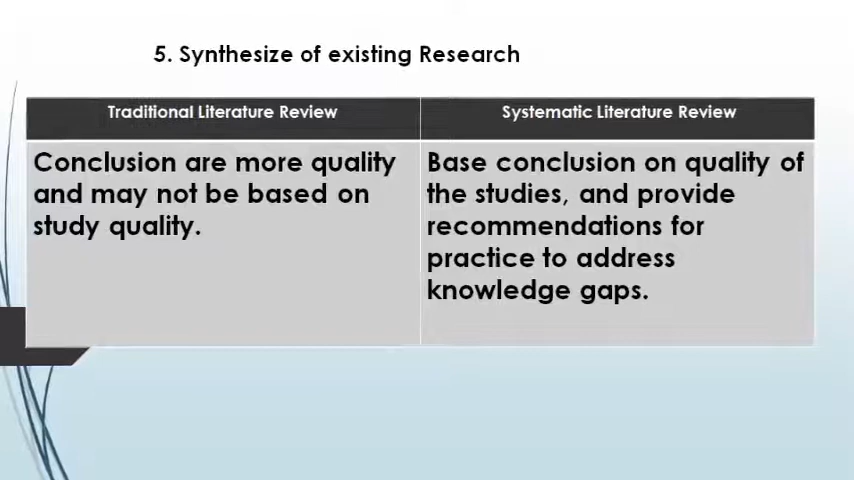 5. Synthesize of existing Research
Traditional Literature Review
Systematic Literature Review
Conclusion are more quality
and may not be based on
study quality.
Base conclusion on quality of
the studies, and provide
recommendations for
practice to address
knowledge gaps.